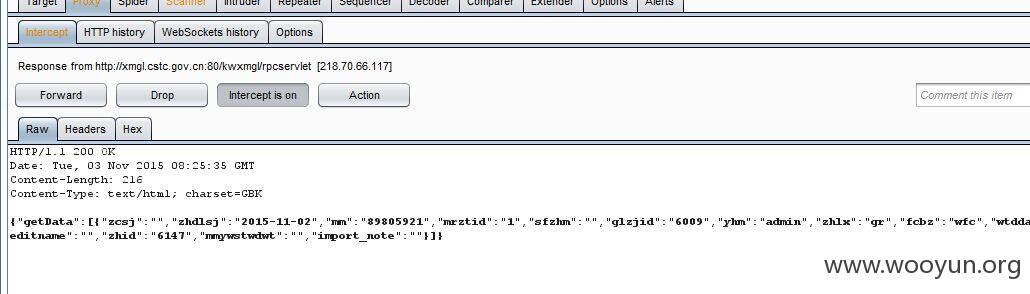 Target Proxy Spider Scanner Intruder Repeater Sequencer Decoder Comparer Extender Options Alerts
Intercept HTTP history WebSockets history Options
Response from http://xmgl.cstc.gov.cn:80/kwxmgl/rpcservlet [218.70.66.117]
Forward Drop Intercept is on Action Comment this item
Raw Headers Hex
HTTP/1.1 200 OK
Date: Tue, 03 Nov 2015 08:25:35 GMT
Content-Length: 216
Content-Type: text/html; charset=GBK
{"getData":[{"zcsj":"","zhdlsj":"2015-11-02","mm":"89805921","mrztid":"1","sfzhm":"","glzjid":"6009","yhm":"admin","zhlx":"gr","fcbz":"wfc","wtdda
editname":"","zhid":"6147","mmywstwdwt":"","import_note":""}]}
www.wooyun.org